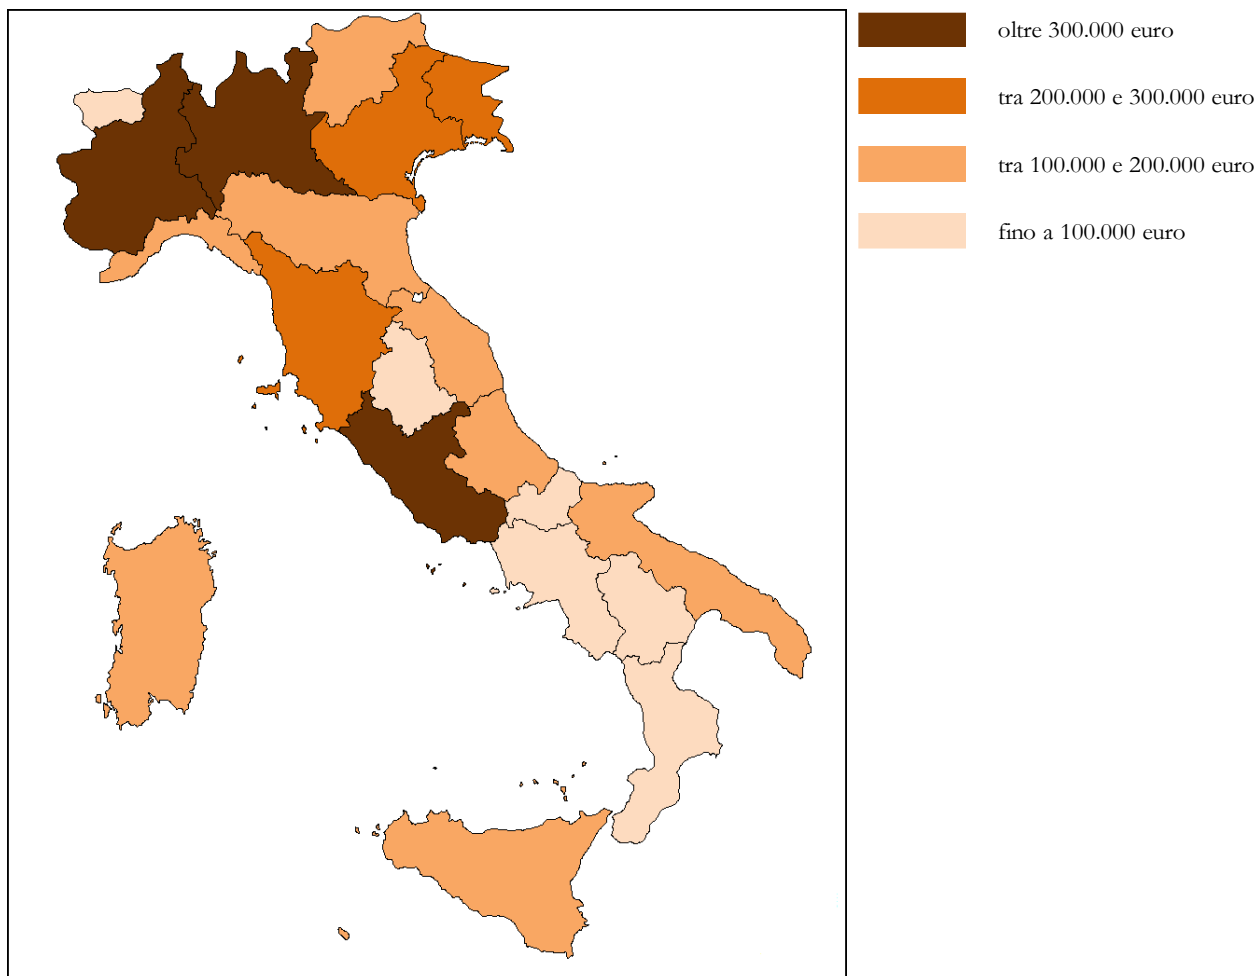 oltre 300.000 euro
tra 200.000 e 300.000 euro
tra 100.000 e 200.000 euro
fino a 100.000 euro